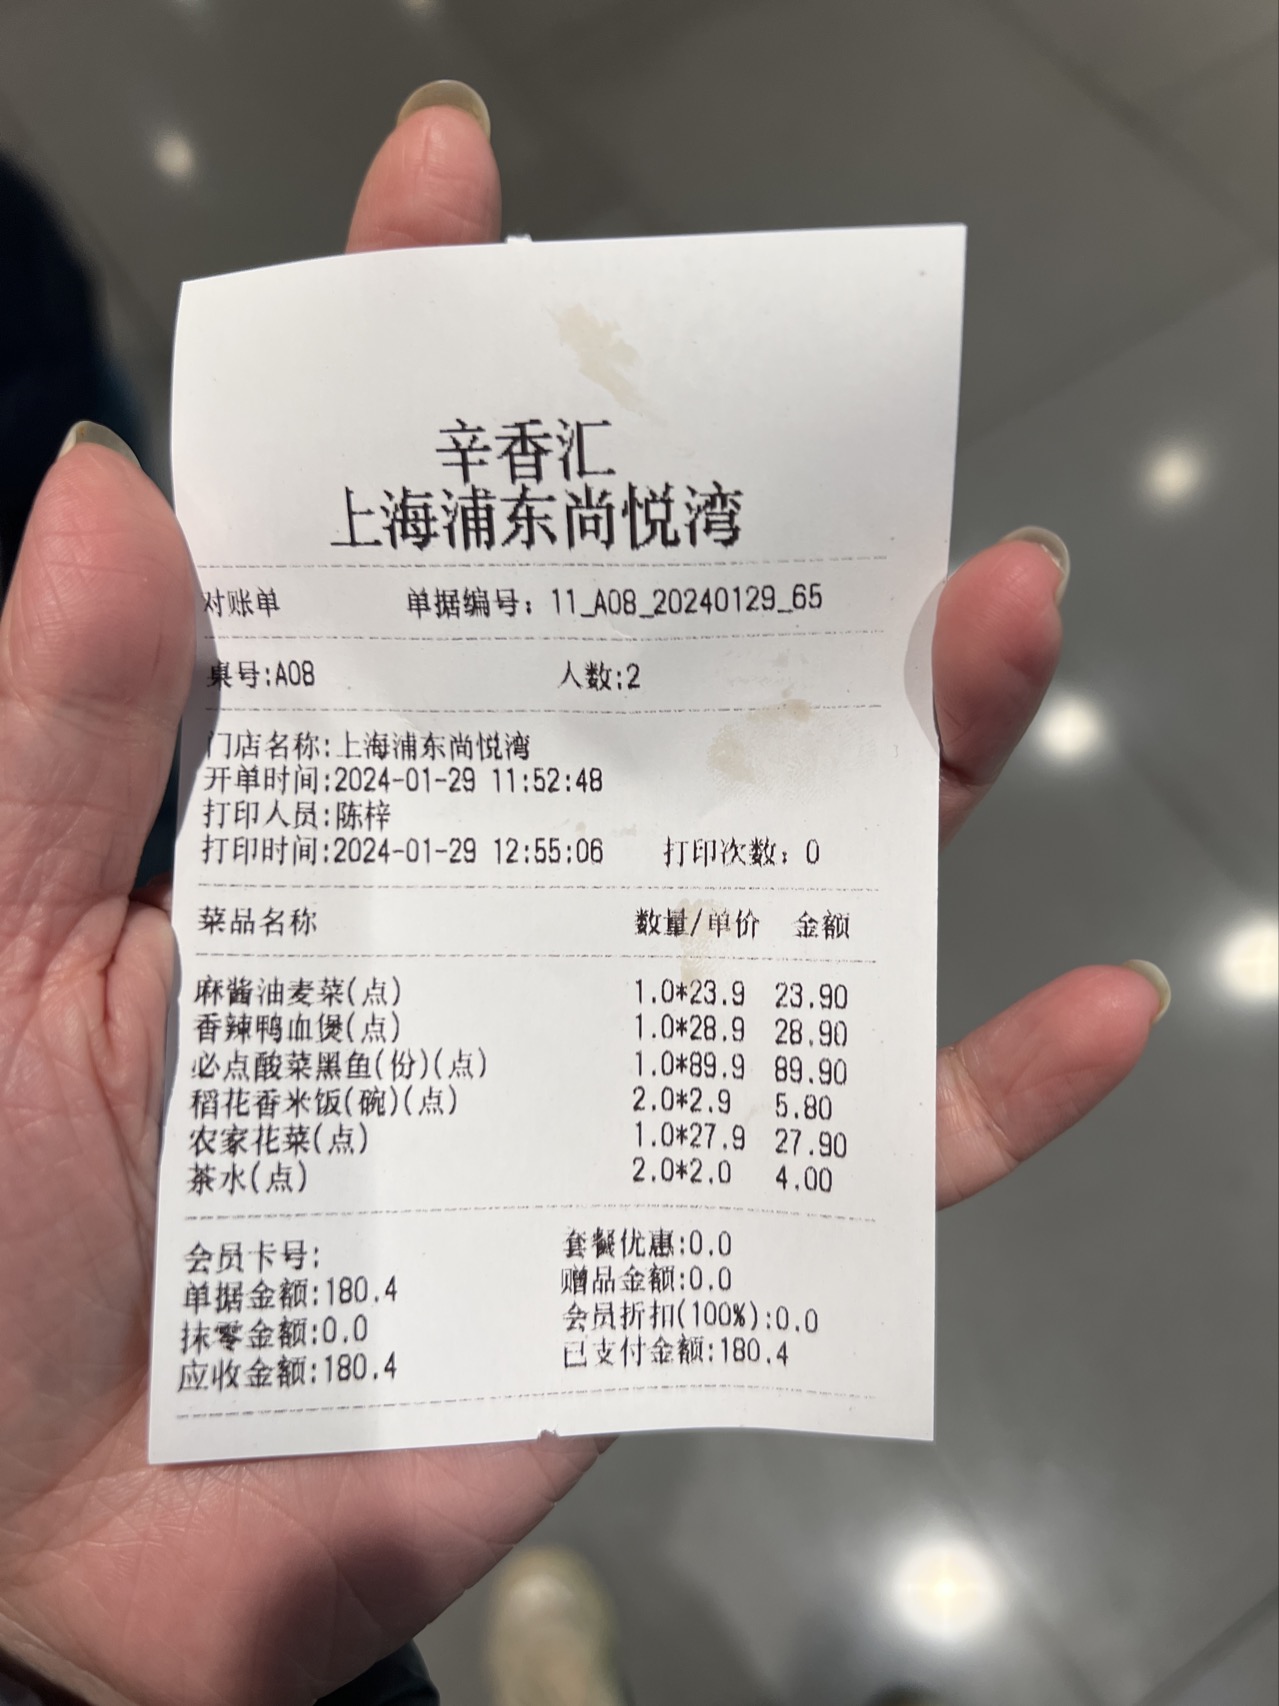 辛香汇
上海浦东尚悦湾
对账单 单据编号：11_A08_20240129_65
桌号:A08 人数:2
门店名称:上海浦东尚悦湾
开单时间:2024-01-29 11:52:48
打印人员:陈梓
打印时间:2024-01-29 12:55:06 打印次数：0
菜品名称 数量/单价 金额
麻酱油麦菜(点) 1.0*23.9 23.90
香辣鸭血煲(点) 1.0*28.9 28.90
必点酸菜黑鱼(份)(点) 1.0*89.9 89.90
稻花香米饭(碗)(点) 2.0*2.9 5.80
农家花菜(点) 1.0*27.9 27.90
茶水(点) 2.0*2.0 4.00
会员卡号: 套餐优惠:0.0
单据金额:180.4 赠品金额:0.0
抹零金额:0.0 会员折扣(100%):0.0
应收金额:180.4 已支付金额:180.4